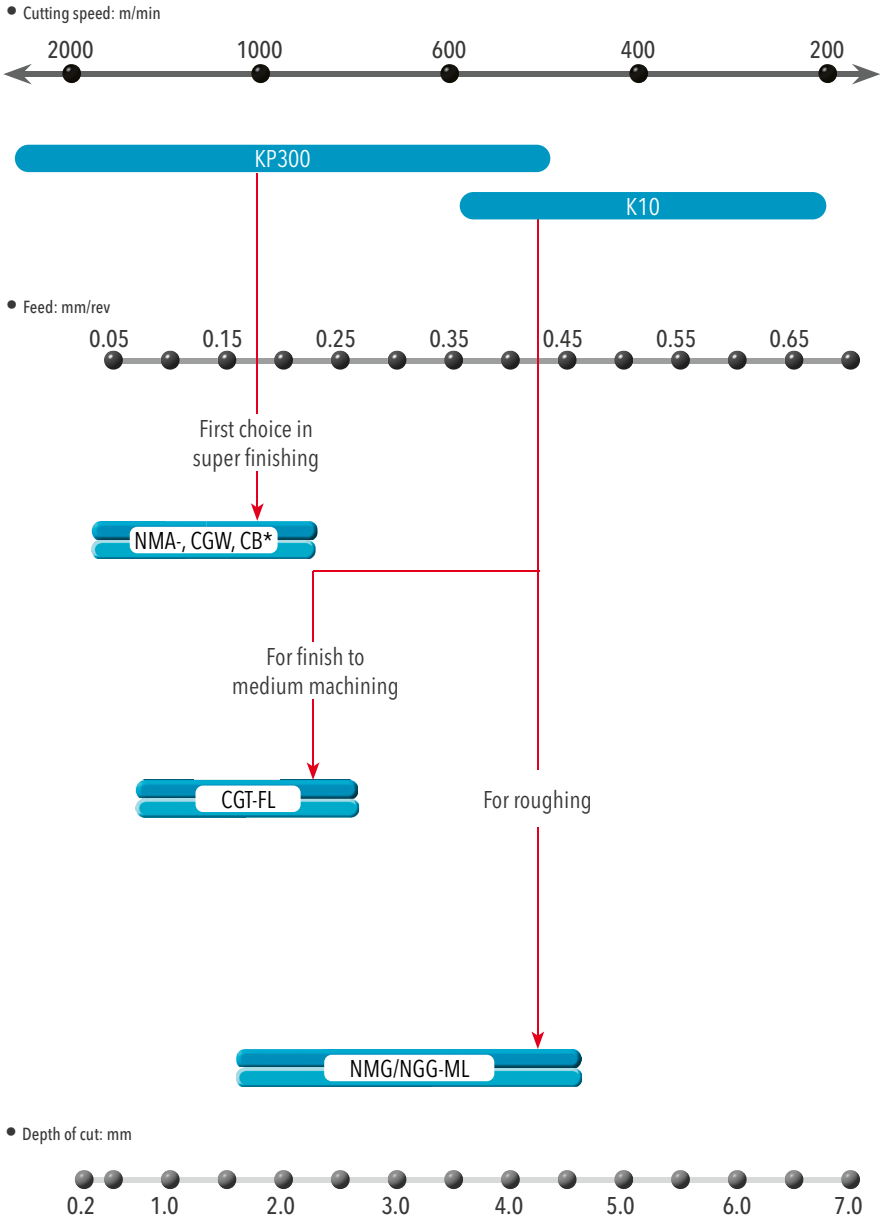 • Cutting speed: m/min
2000 1000 600 400 200
KP300
K10
• Feed: mm/rev
0.05 0.15 0.25 0.35 0.45 0.55 0.65
First choice in
super finishing
NMA-, CGW, CB*
For finish to
medium machining
CGT-FL
For roughing
NMG/NGG-ML
• Depth of cut: mm
0.2 1.0 2.0 3.0 4.0 5.0 6.0 7.0